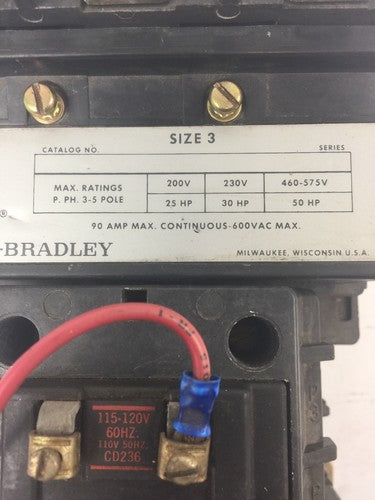 SIZE 3
CATALOG NO. SERIES
MAX. RATINGS 200V 230V 460-575V
P. PH. 3-5 POLE 25 HP 30 HP 50 HP
90 AMP MAX. CONTINUOUS-600VAC MAX.
®
-BRADLEY MILWAUKEE, WISCONSIN U.S.A.
115-120V
60HZ.
110V 50HZ.
CD236